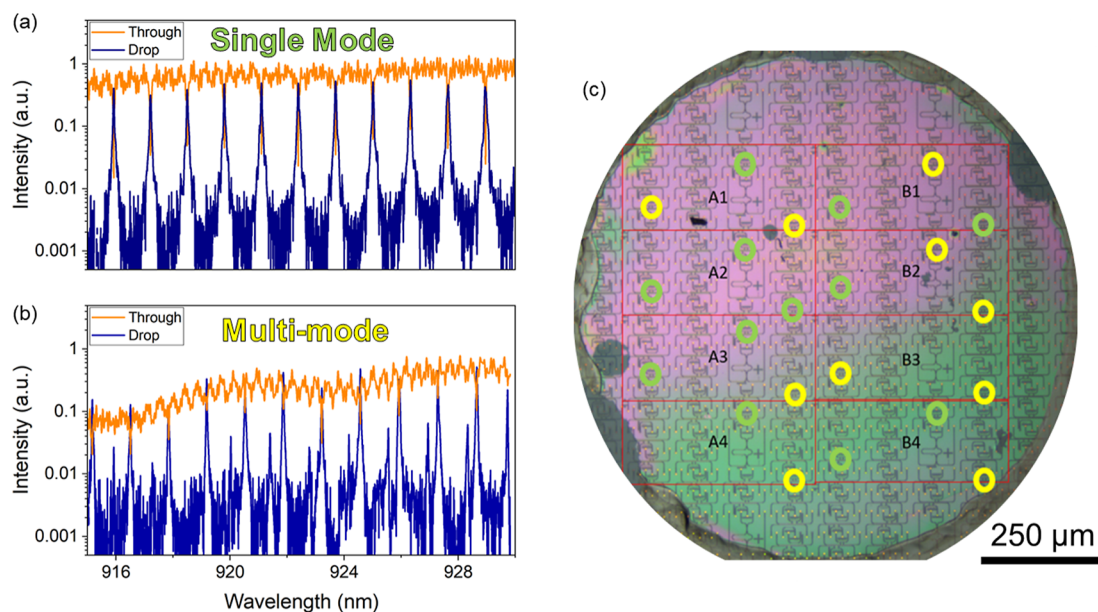 (a)
Through
Drop
Single Mode
Intensity (a.u.)
1
0.1
0.01
0.001
(b)
Through
Drop
Multi-mode
Intensity (a.u.)
1
0.1
0.01
0.001
916
920
924
928
Wavelength (nm)
(c)
A1
B1
A2
B2
A3
B3
A4
B4
250 μm